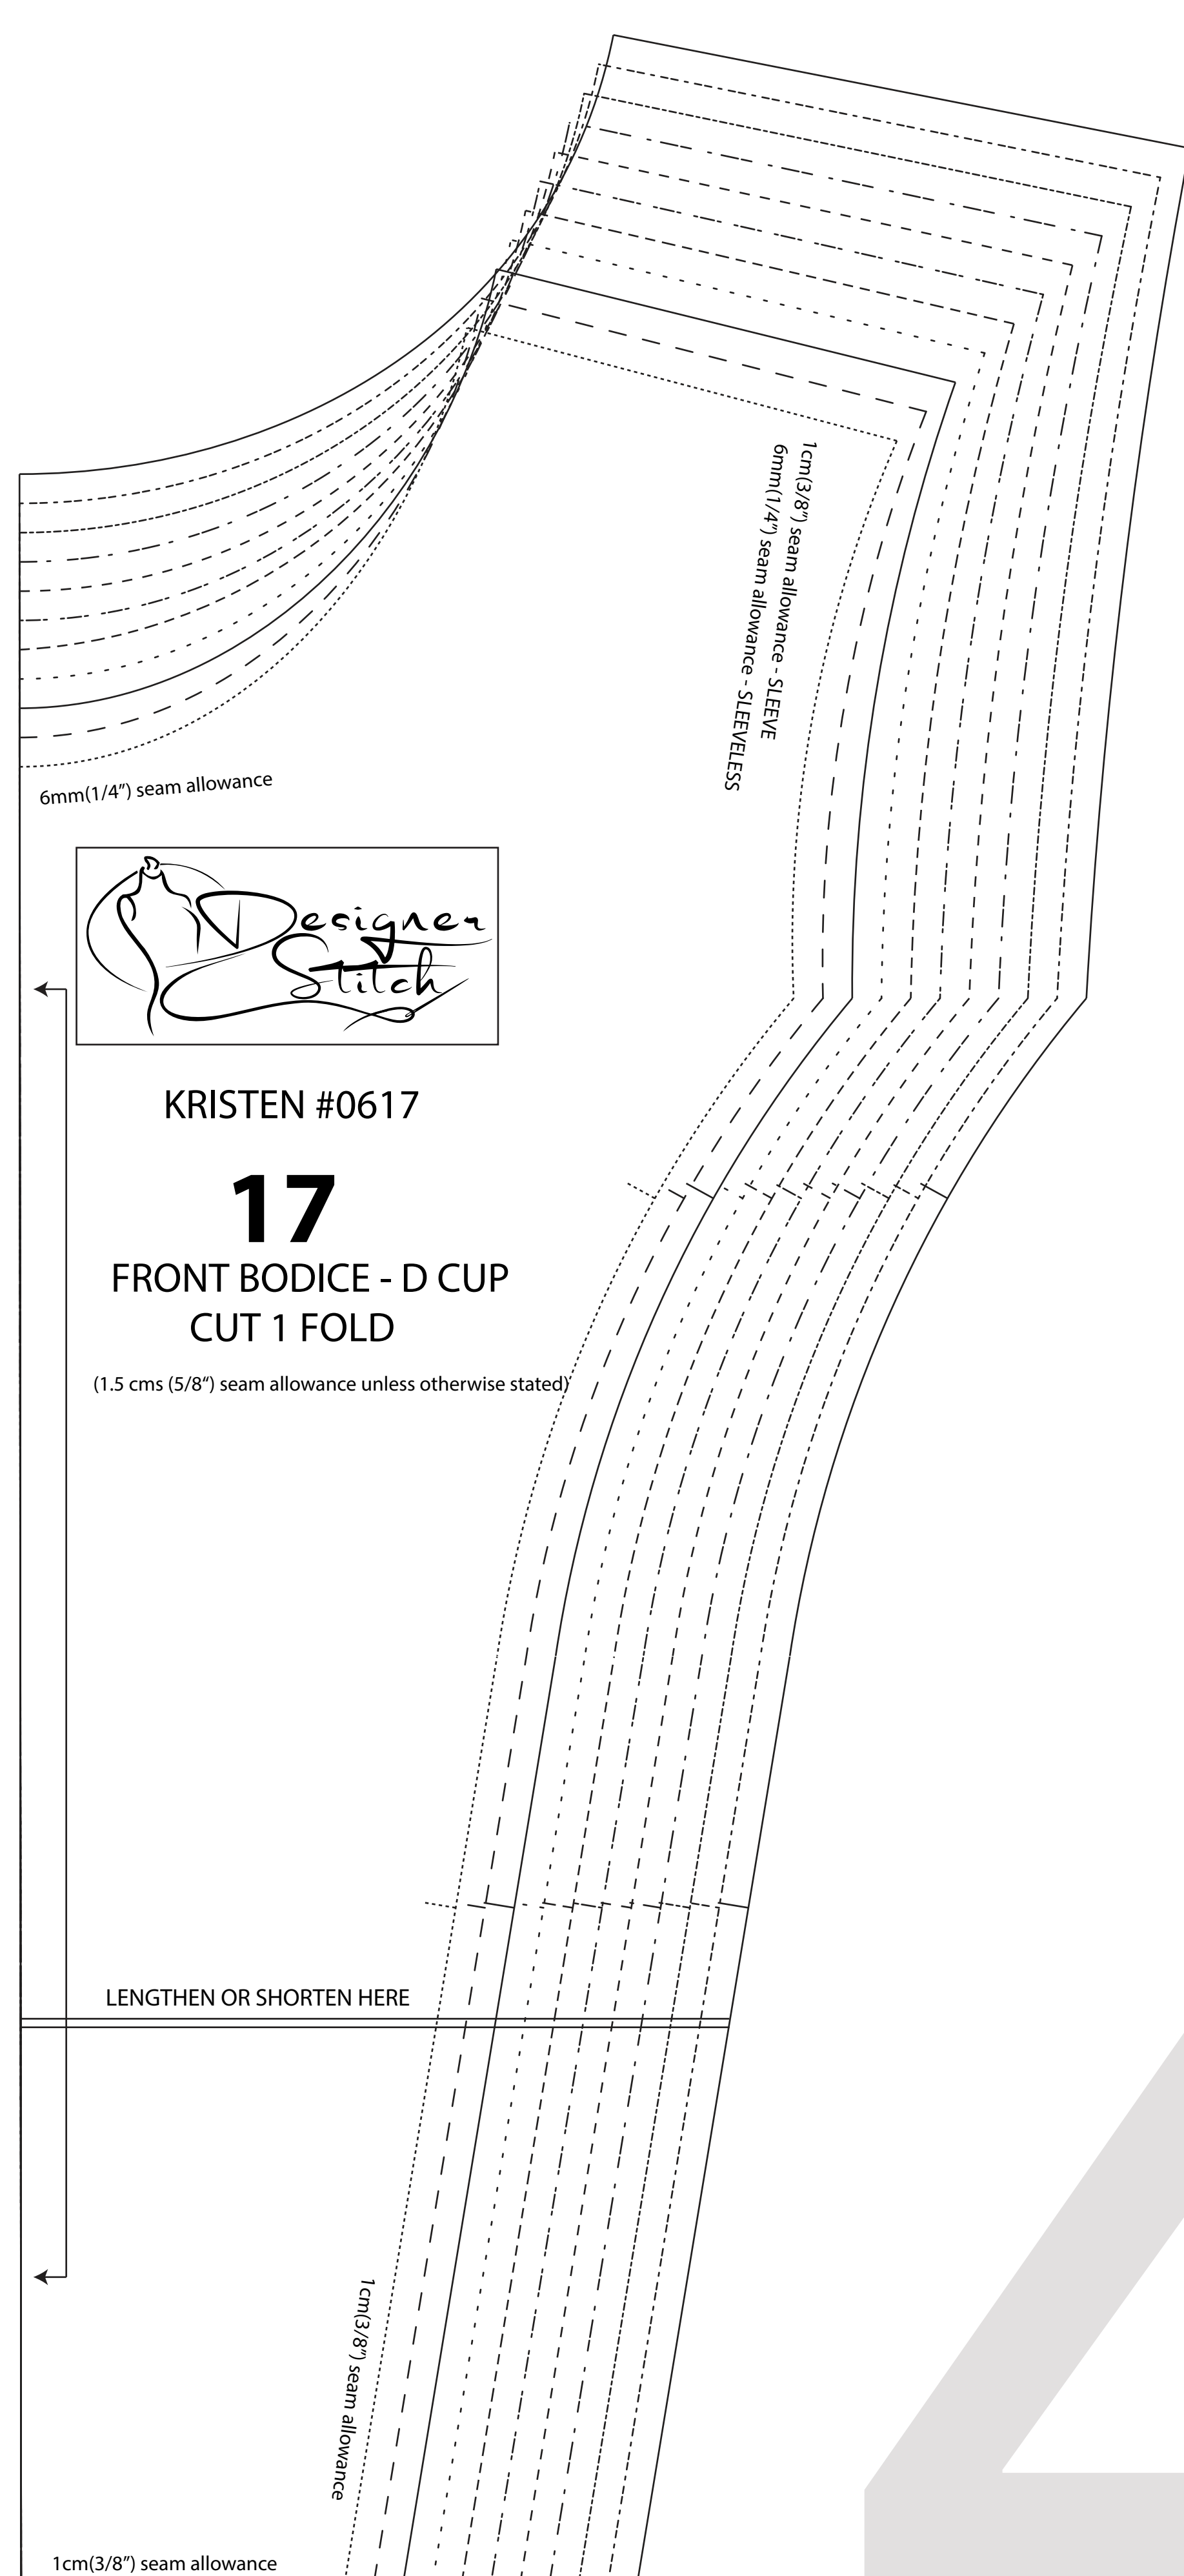 1cm(3/8”) seam allowance - SLEEVE
6mm(1/4”) seam allowance - SLEEVELESS
6mm(1/4”) seam allowance
Designer
Stitch
KRISTEN #0617
17
FRONT BODICE - D CUP
CUT 1 FOLD
(1.5 cms (5/8“) seam allowance unless otherwise stated)
LENGTHEN OR SHORTEN HERE
1cm(3/8”) seam allowance
1cm(3/8”) seam allowance